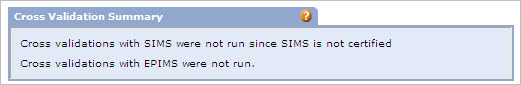 Cross Validation Summary ?
Cross validations with SIMS were not run since SIMS is not certified
Cross validations with EPIMS were not run.